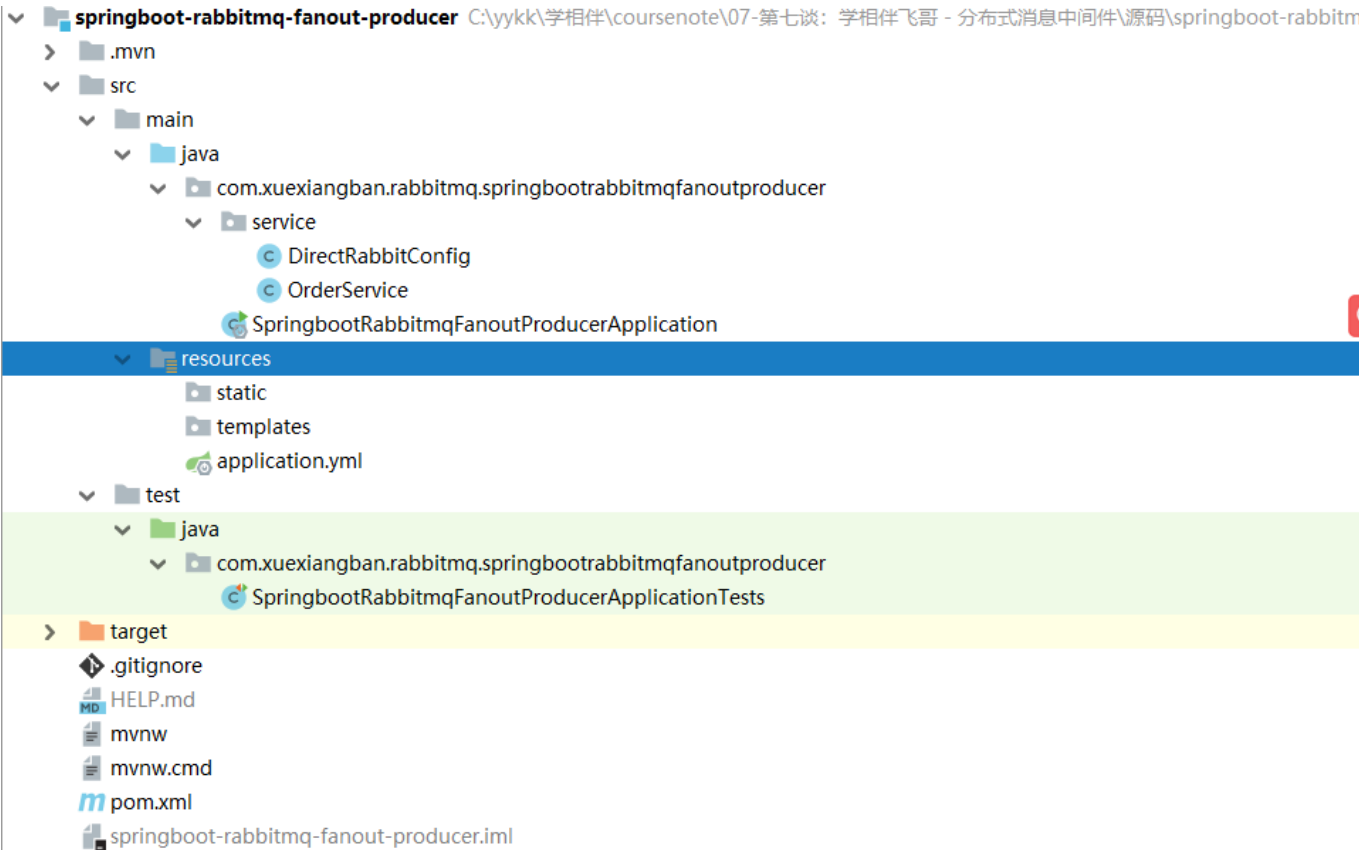 springboot-rabbitmq-fanout-producer C:\yykk\学相伴\coursenote\07-第七谈：学相伴飞哥 - 分布式消息中间件\源码\springboot-rabbitm
.mvn
src
main
java
com.xuexiangban.rabbitmq.springbootrabbitmqfanoutproducer
service
DirectRabbitConfig
OrderService
SpringbootRabbitmqFanoutProducerApplication
resources
static
templates
application.yml
test
java
com.xuexiangban.rabbitmq.springbootrabbitmqfanoutproducer
SpringbootRabbitmqFanoutProducerApplicationTests
target
.gitignore
HELP.md
mvnw
mvnw.cmd
pom.xml
springboot-rabbitmq-fanout-producer.iml